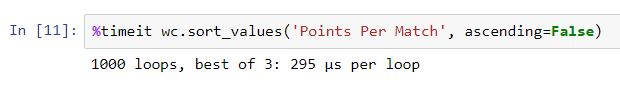 In [11]: %timeit wc.sort_values('Points Per Match', ascending=False)
1000 loops, best of 3: 295 µs per loop